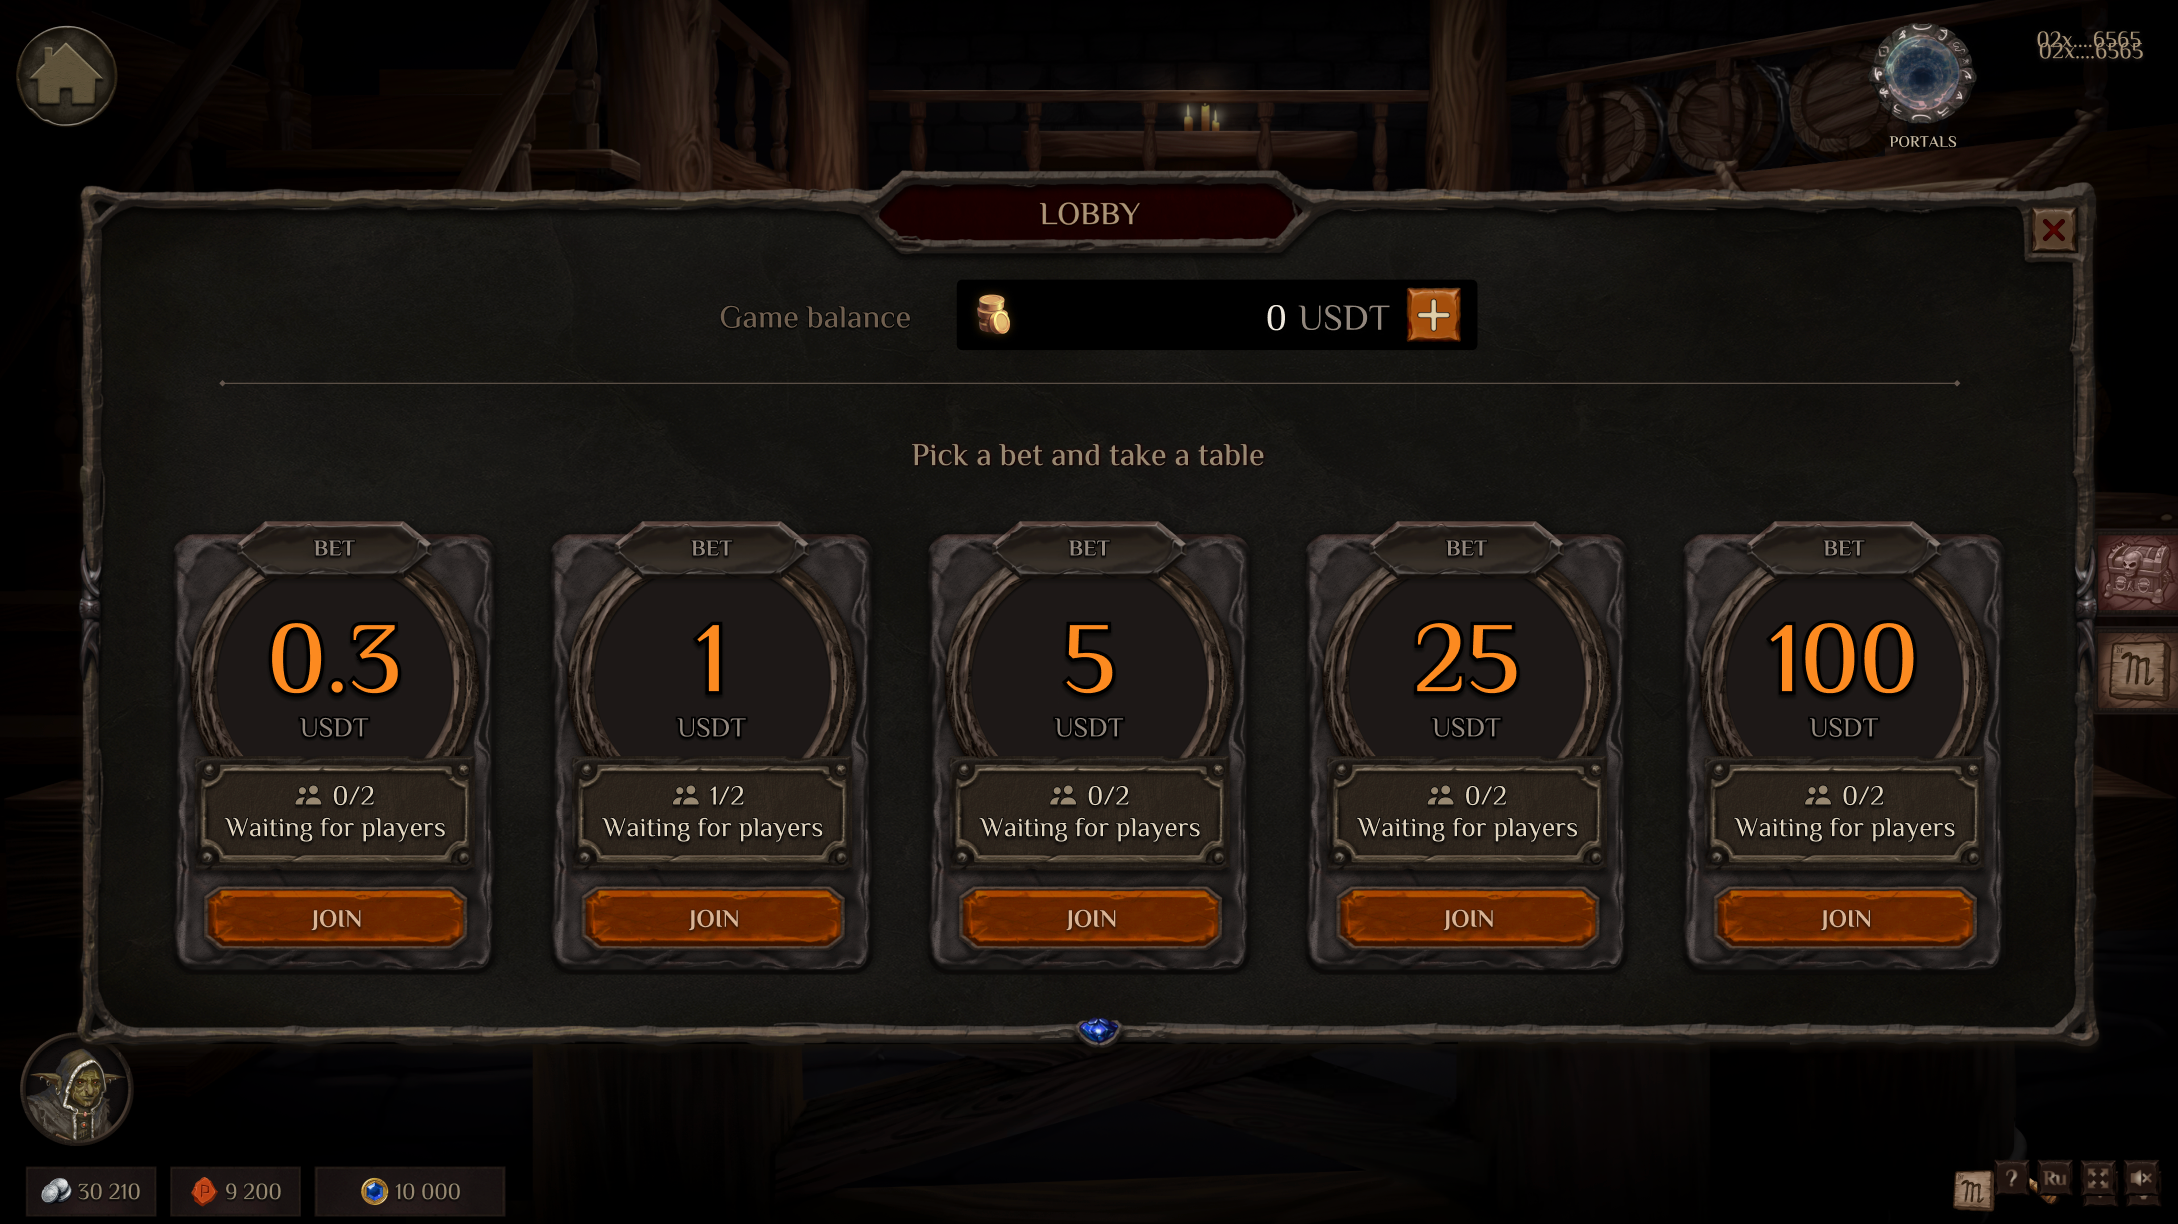 02x....6565
02x....6565
PORTALS
LOBBY
Game balance
0 USDT
Pick a bet and take a table
BET
0.3
USDT
0/2
Waiting for players
JOIN
BET
1
USDT
1/2
Waiting for players
JOIN
BET
5
USDT
0/2
Waiting for players
JOIN
BET
25
USDT
0/2
Waiting for players
JOIN
BET
100
USDT
0/2
Waiting for players
JOIN
m
30 210
P 9 200
10 000
m
?
Ru